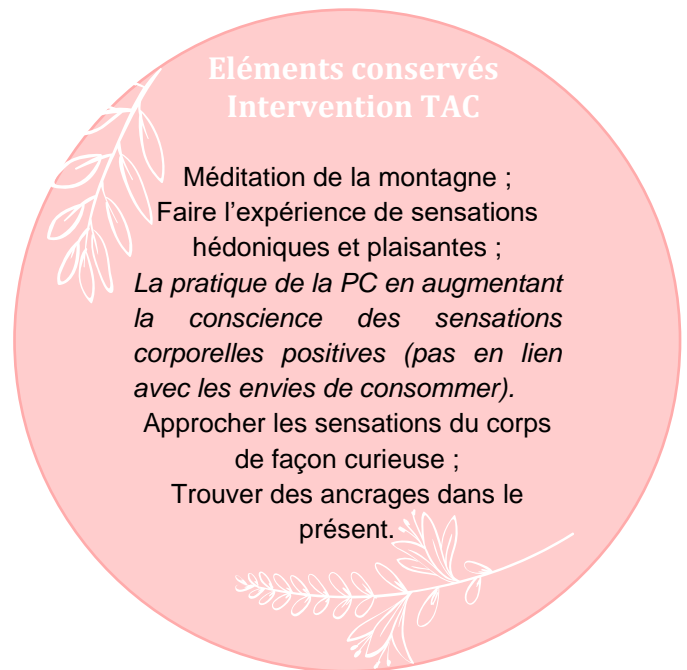 Eléments conservés
Intervention TAC
Méditation de la montagne ;
Faire l’expérience de sensations
hédoniques et plaisantes ;
La pratique de la PC en augmentant
la conscience des sensations
corporelles positives (pas en lien
avec les envies de consommer).
Approcher les sensations du corps
de façon curieuse ;
Trouver des ancrages dans le
présent.